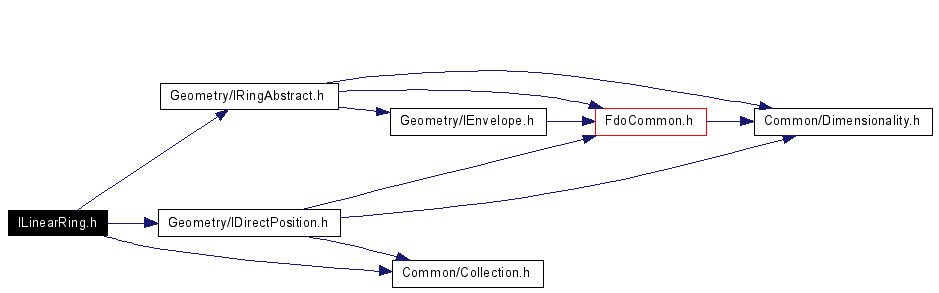 Geometry/IRingAbstract.h
Geometry/IEnvelope.h
FdoCommon.h
Common/Dimensionality.h
ILinearRing.h
Geometry/IDirectPosition.h
Common/Collection.h